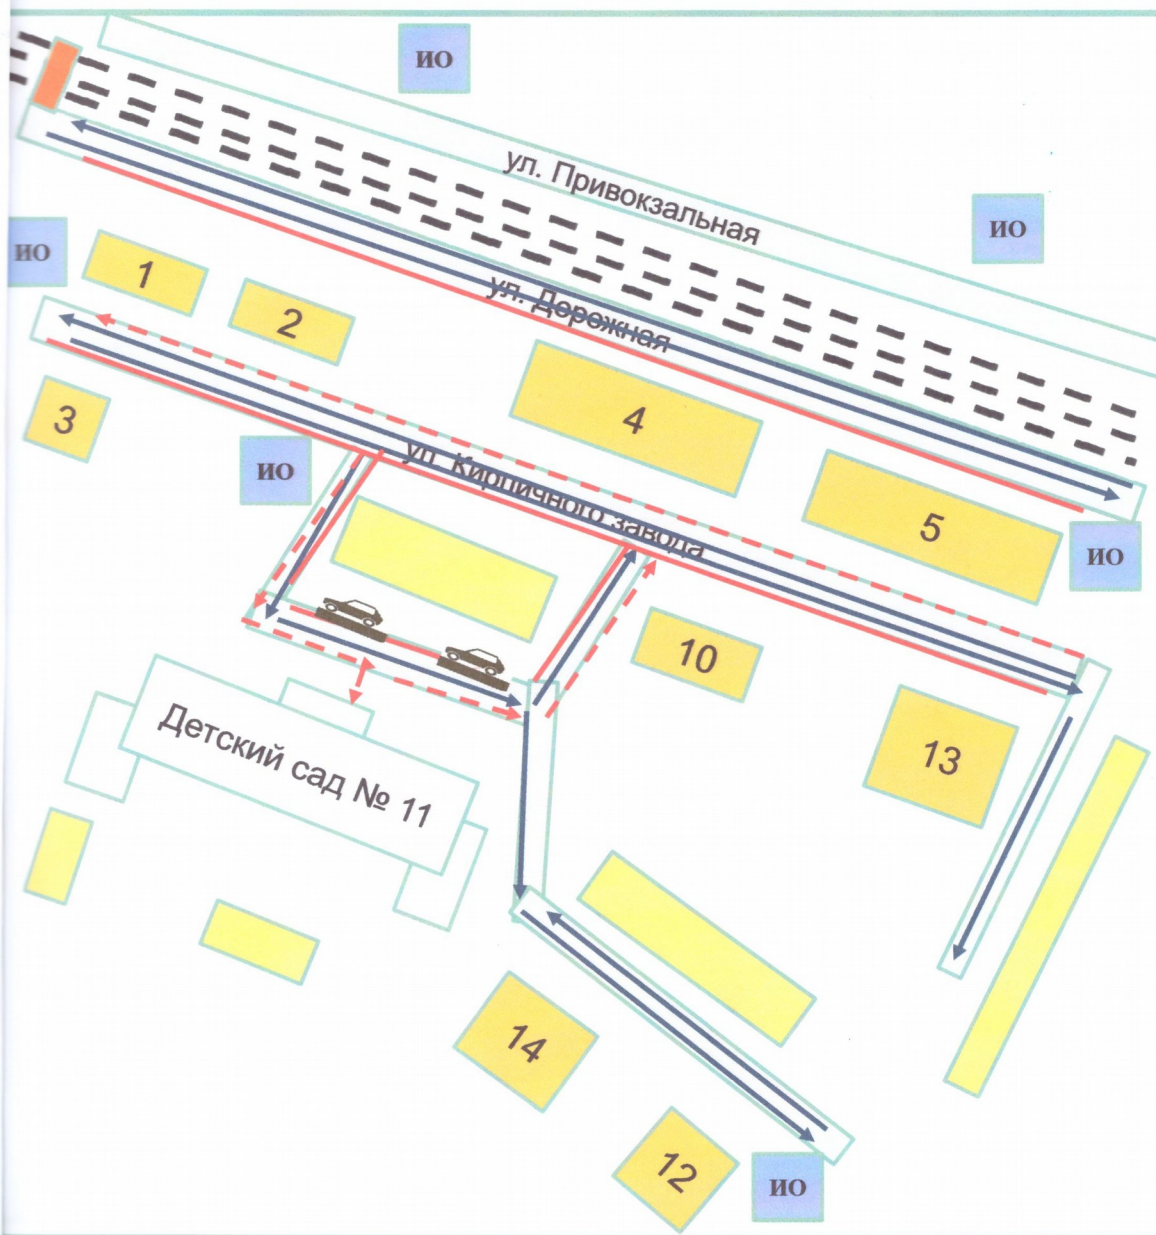 ИО
ул. Привокзальная
ИО
ИО
1
2
ул. Дорожная
3
4
ИО
ул. Кирпичного завода
5
ИО
10
13
Детский сад № 11
14
12
ИО